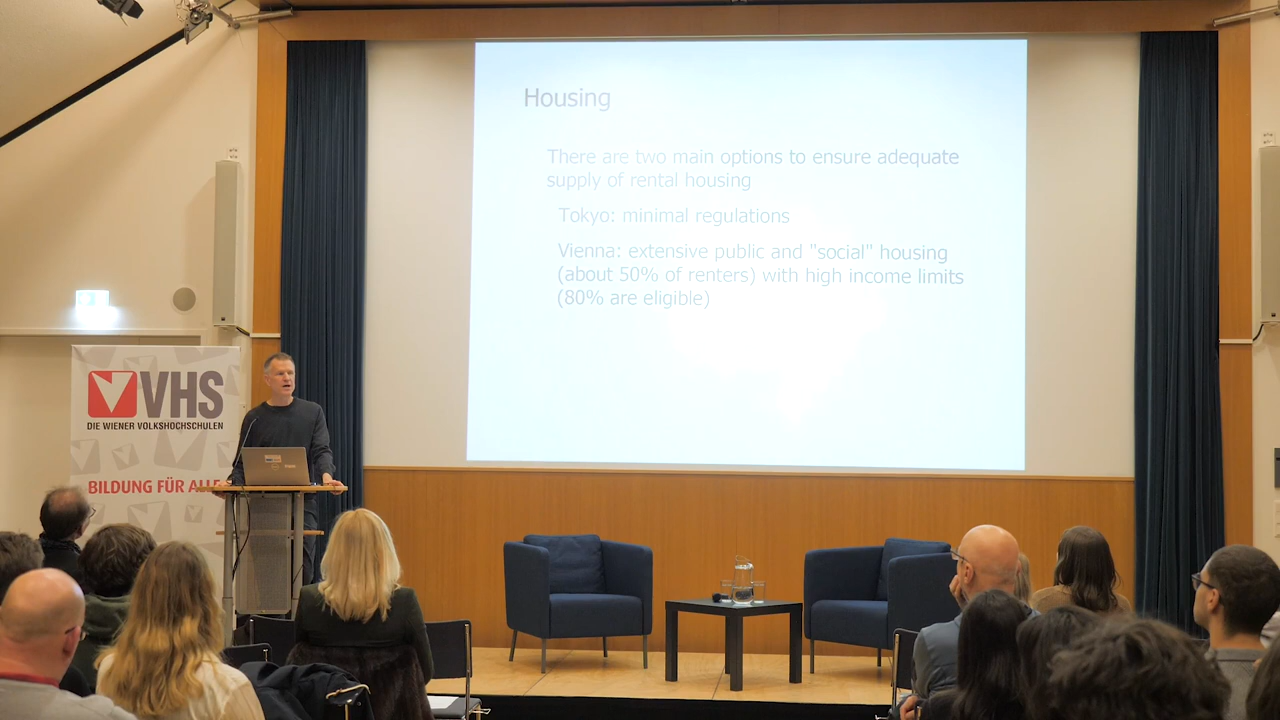 Housing
There are two main options to ensure adequate
supply of rental housing
Tokyo: minimal regulations
Vienna: extensive public and "social" housing
(about 50% of renters) with high income limits
(80% are eligible)
VHS
DIE WIENER VOLKSHOCHSCHULEN
BILDUNG FÜR ALLE